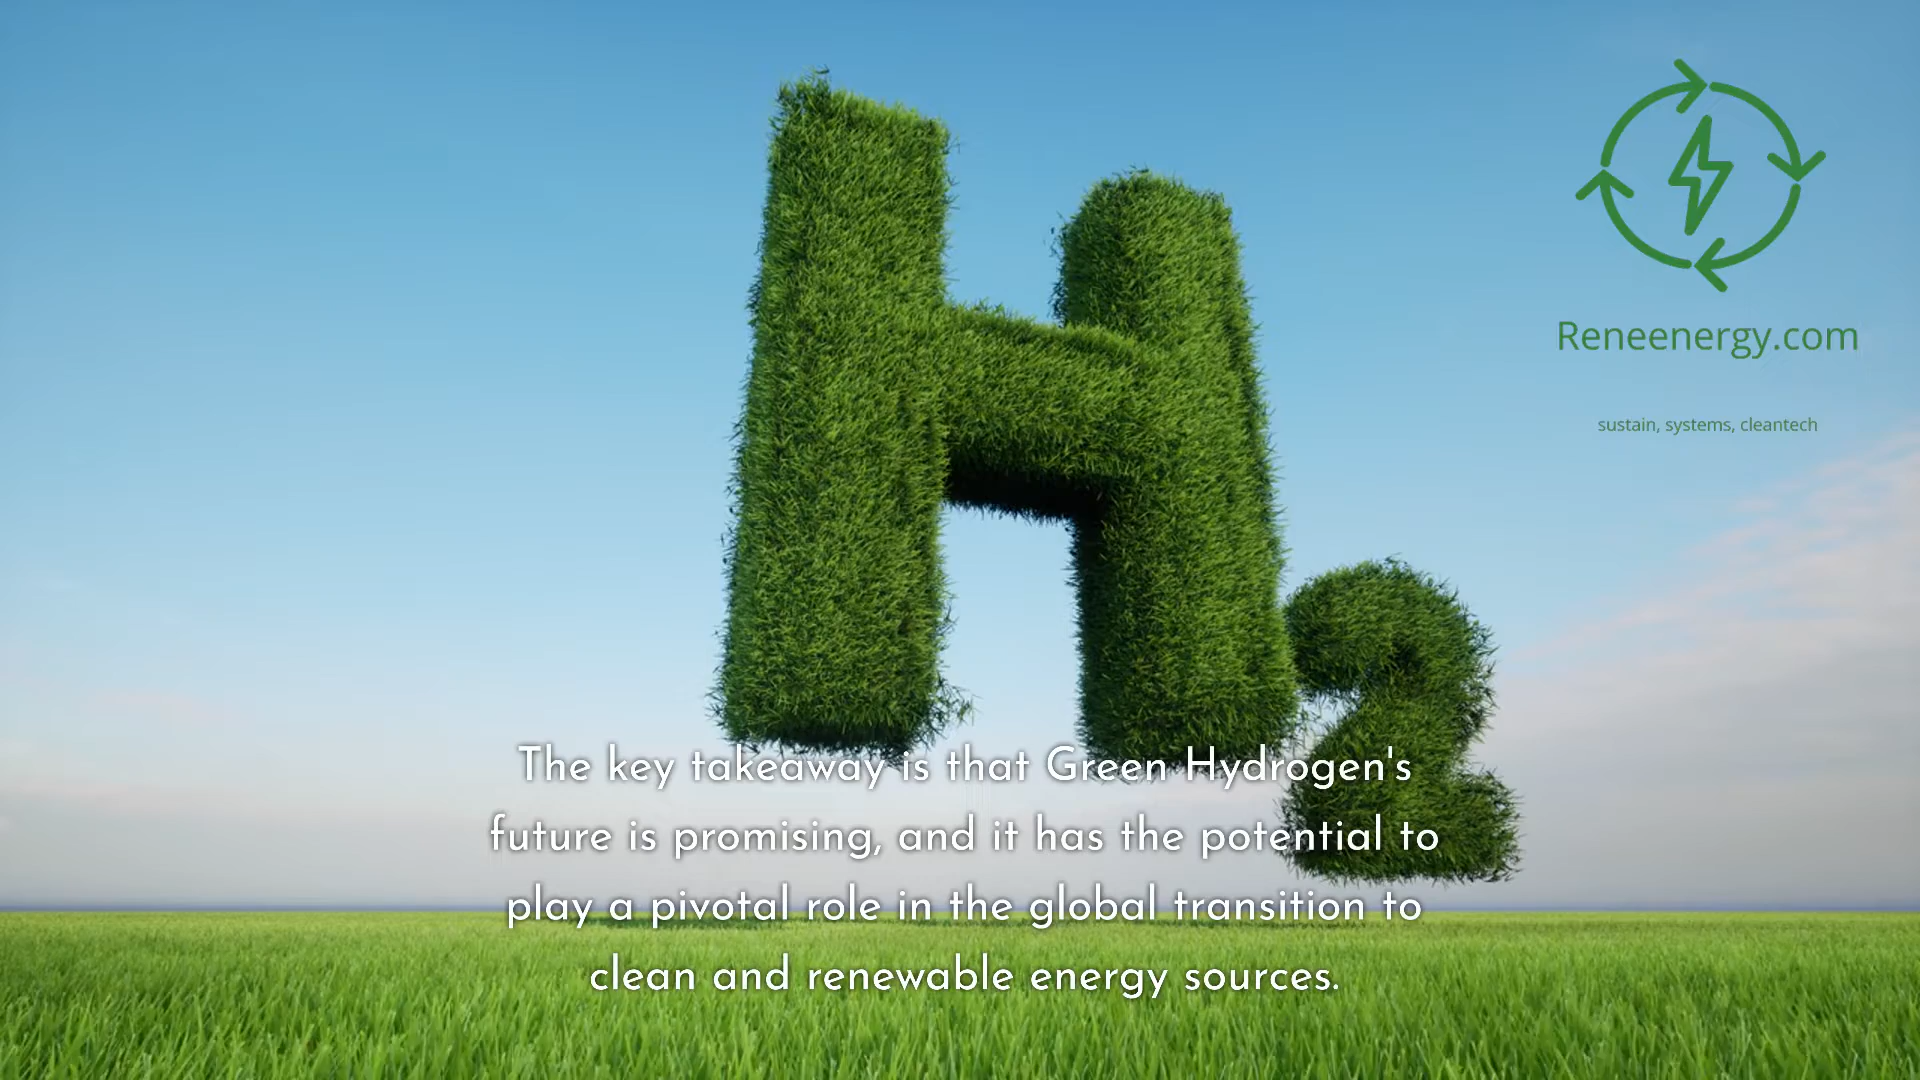 H2
Reneenergy.com
sustain, systems, cleantech
The key takeaway is that Green Hydrogen's
future is promising, and it has the potential to
play a pivotal role in the global transition to
clean and renewable energy sources.